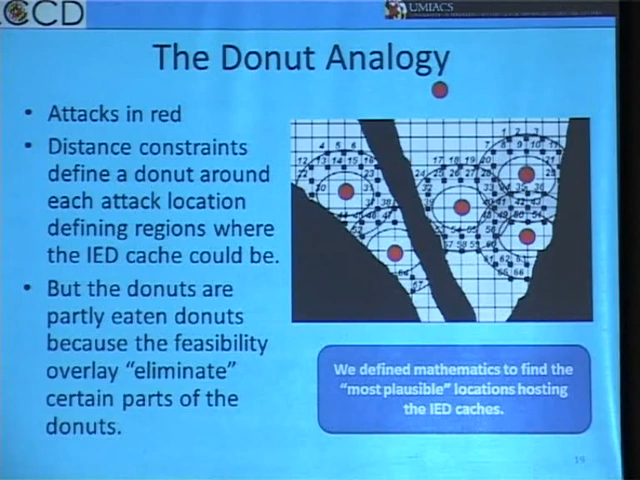 CCD
UMIACS
The Donut Analogy
• Attacks in red
• Distance constraints
define a donut around
each attack location
defining regions where
the IED cache could be.
• But the donuts are
partly eaten donuts
because the feasibility
overlay “eliminate”
certain parts of the
donuts.
We defined mathematics to find the
“most plausible” locations hosting
the IED caches.
19